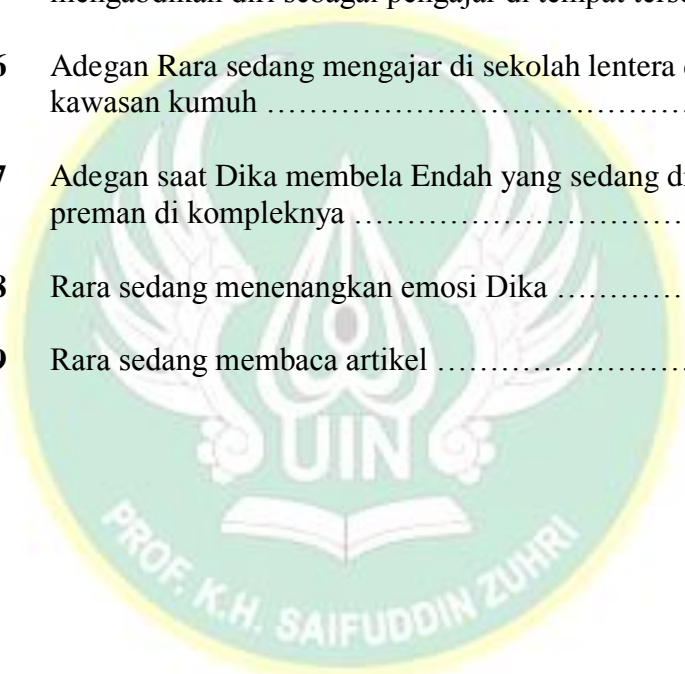 mengabdikan diri sebagai pengajar di tempat
6 Adegan Rara sedang mengajar di sekolah lentera
kawasan kumuh ……………………………………
7 Adegan saat Dika membela Endah yang sedang
preman di kompleknya ……………………………
8 Rara sedang menenangkan emosi Dika …………
9 Rara sedang membaca artikel ……………………
UIN
PROF. K.H. SAIFUDDIN ZUHRI